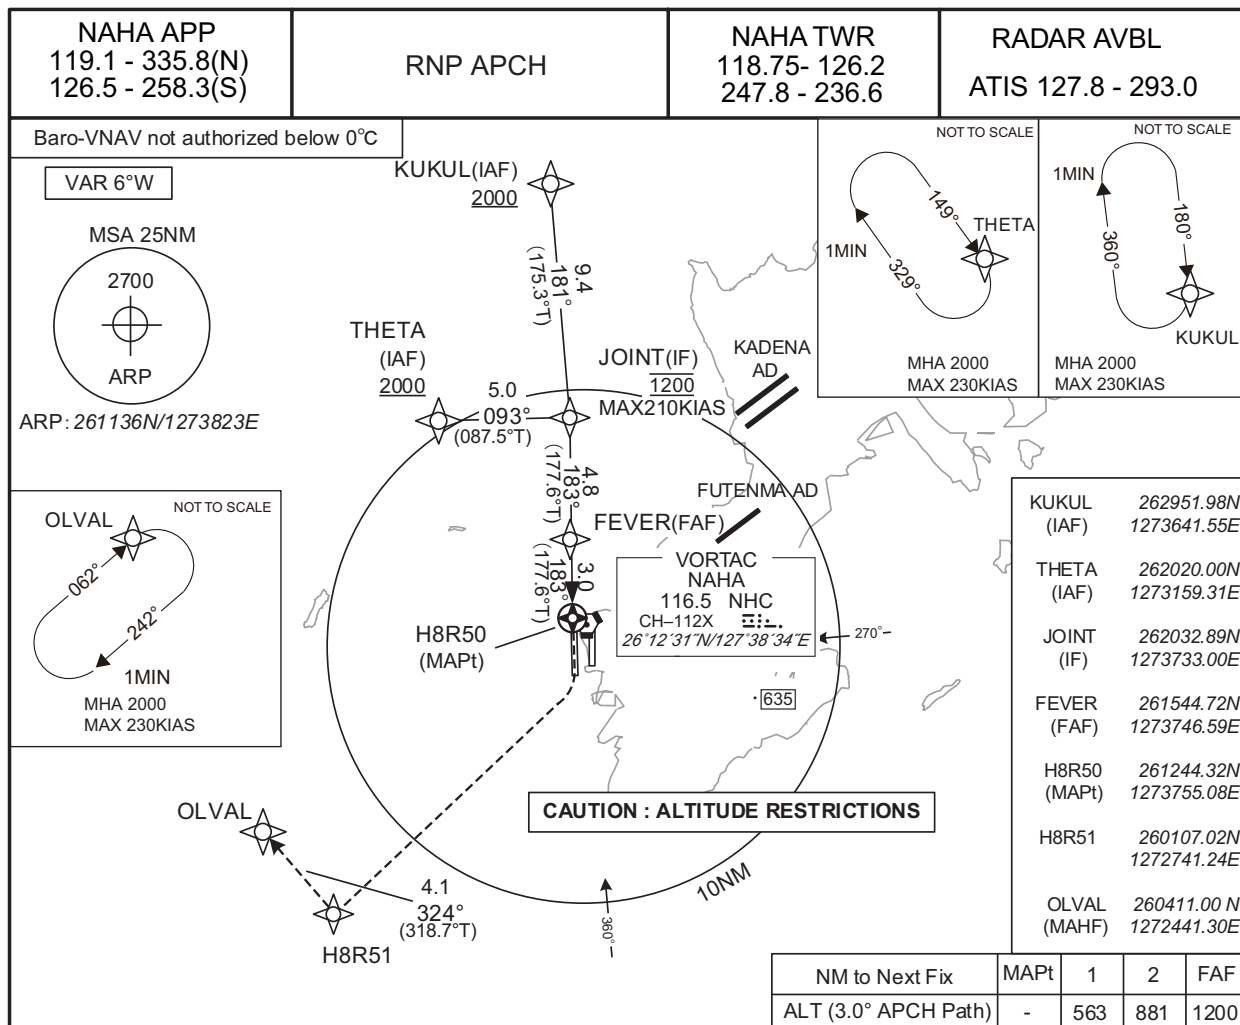 NAHA APP
119.1 - 335.8(N)
126.5 - 258.3(S)
RNP APCH
NAHA TWR
118.75- 126.2
247.8 - 236.6
RADAR AVBL
ATIS 127.8 - 293.0
Baro-VNAV not authorized below 0°C
VAR 6°W
MSA 25NM
2700
ARP
ARP: 261136N/1273823E
KUKUL(IAF)
2000
9.4
181°
(175.3°T)
THETA
(IAF)
2000
5.0
093°
(087.5°T)
JOINT(IF)
1200
MAX210KIAS
KADENA
AD
4.8
183°
(177.6°T)
FUTENMA AD
FEVER(FAF)
3.0
183°
(177.6°T)
VORTAC
NAHA
116.5 NHC
CH–112X
26°12´31˝N/127°38´34˝E
270°
H8R50
(MAPt)
635
CAUTION : ALTITUDE RESTRICTIONS
10NM
360°
OLVAL
4.1
324°
(318.7°T)
H8R51
NOT TO SCALE
149°
THETA
1MIN
329°
MHA 2000
MAX 230KIAS
NOT TO SCALE
1MIN
180°
360°
KUKUL
MHA 2000
MAX 230KIAS
NOT TO SCALE
OLVAL
062°
242°
1MIN
MHA 2000
MAX 230KIAS
KUKUL 262951.98N
(IAF) 1273641.55E
THETA 262020.00N
(IAF) 1273159.31E
JOINT 262032.89N
(IF) 1273733.00E
FEVER 261544.72N
(FAF) 1273746.59E
H8R50 261244.32N
(MAPt) 1273755.08E
H8R51 260107.02N
1272741.24E
OLVAL 260411.00 N
(MAHF) 1272441.30E
NM to Next Fix MAPt 1 2 FAF
ALT (3.0° APCH Path) - 563 881 1200